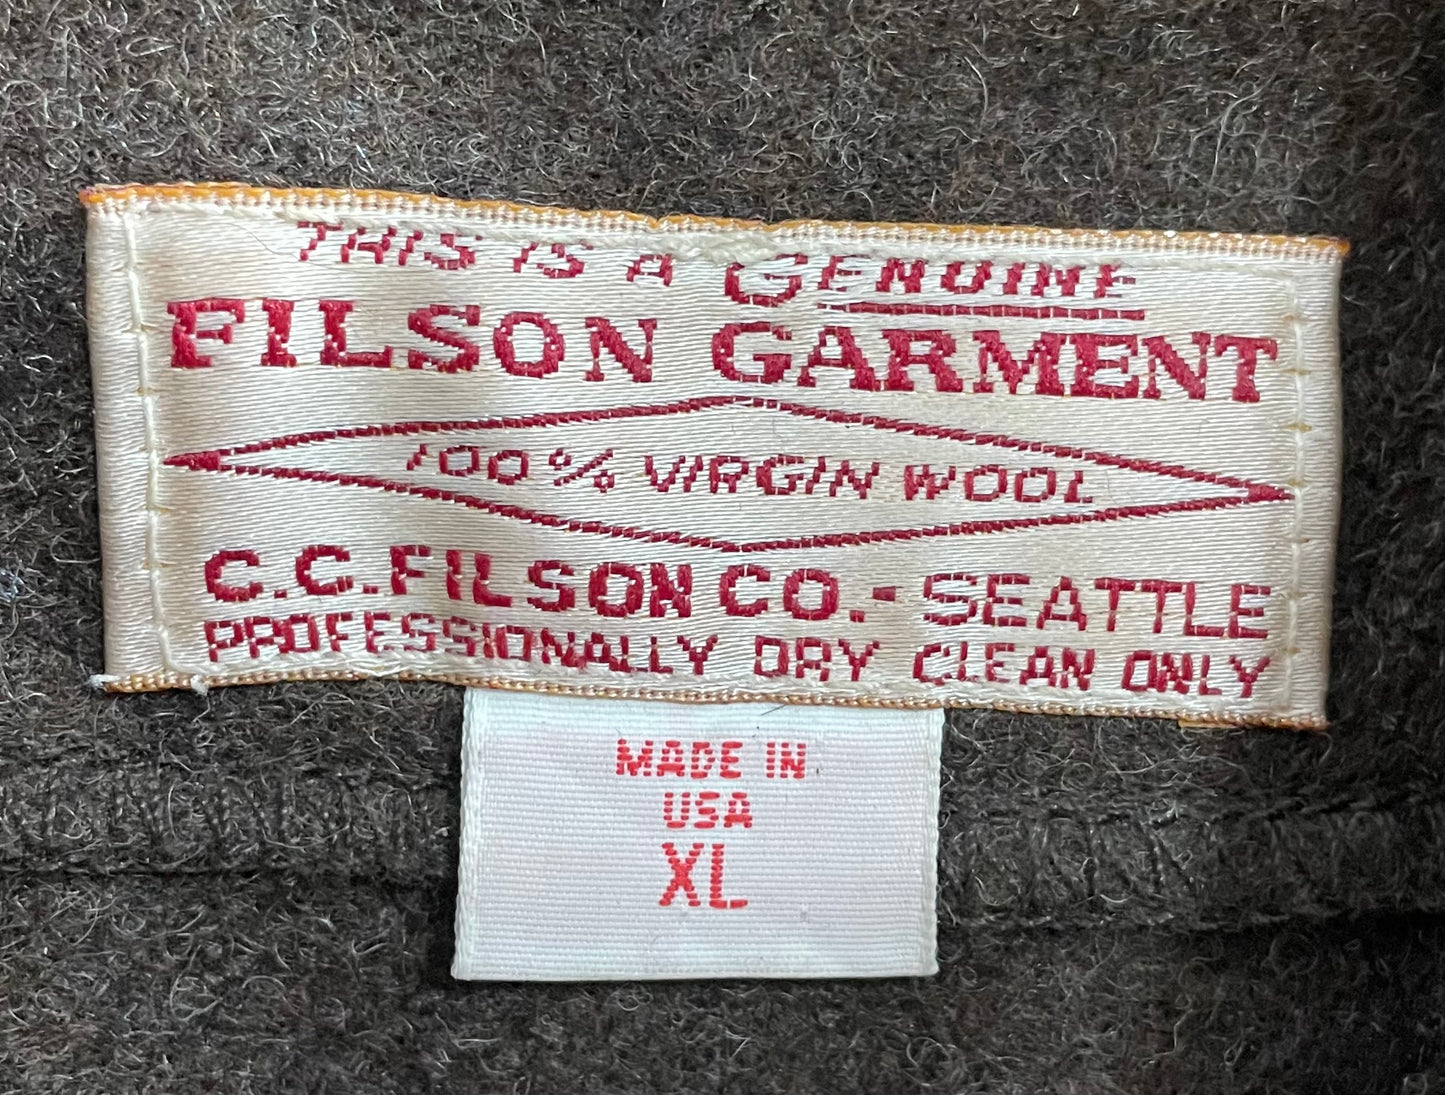 THIS IS A GENUINE
FILSON GARMENT
100% VIRGIN WOOL
C.C. FILSON CO. - SEATTLE
PROFESSIONALLY DRY CLEAN ONLY
MADE IN
USA
XL